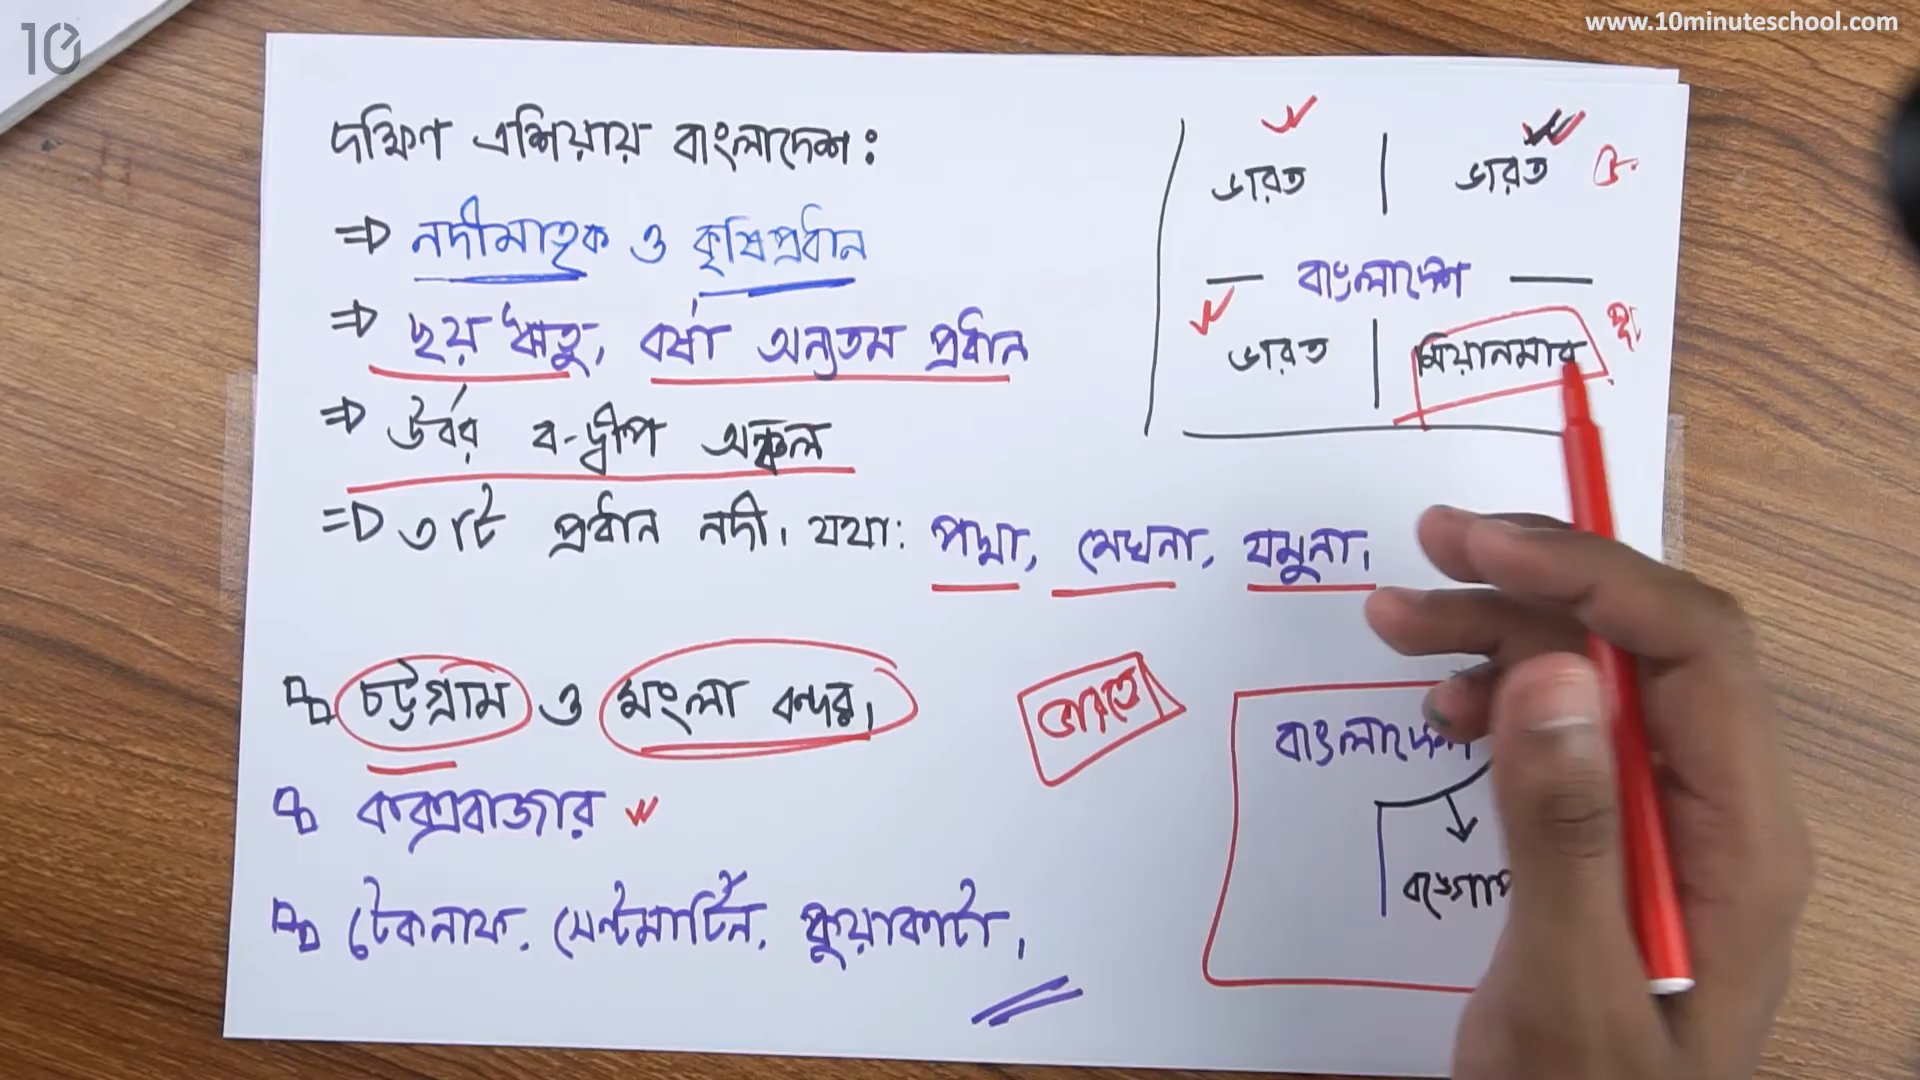 10
www.10minuteschool.com
দক্ষিণ এশিয়ায় বাংলাদেশ:
⇒ নদীমাতৃক ও কৃষিপ্রধান
⇒ ছয় ঋতু, বর্ষা অন্যতম প্রধান
⇒ উর্বর ব-দ্বীপ অঞ্চল
⇒ ৩টি প্রধান নদী। যথা: পদ্মা, মেঘনা, যমুনা।
ভারত | ভারত
বাংলাদেশ
ভারত | মিয়ানমার
চট্টগ্রাম ও মংলা বন্দর।
কক্সবাজার
টেকনাফ, সেন্টমার্টিন, কুয়াকাটা।
বাংলাদেশ